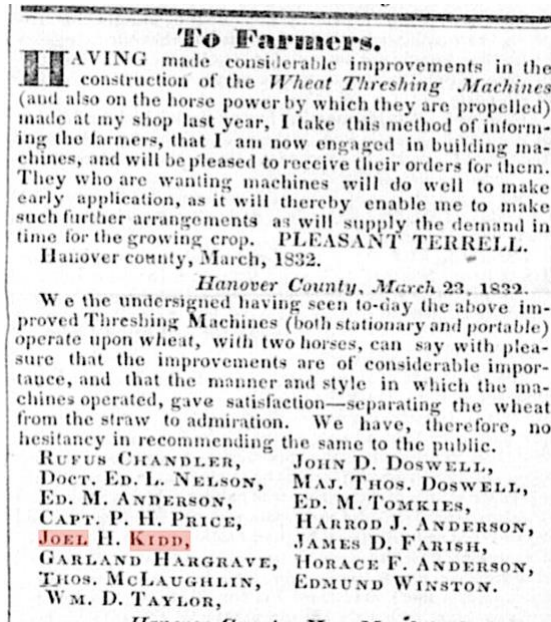 To Farmers.
HAVING made considerable improvements in the
construction of the Wheat Threshing Machines
(and also on the horse power by which they are propelled)
made at my shop last year, I take this method of inform-
ing the farmers, that I am now engaged in building ma-
chines, and will be pleased to receive their orders for them.
They who are wanting machines will do well to make
early application, as it will thereby enable me to make
such further arrangements as will supply the demand in
time for the growing crop. PLEASANT TERRELL.
Hanover county, March, 1832.
Hanover County, March 23, 1832.
We the undersigned having seen to-day the above im-
proved Threshing Machines (both stationary and portable)
operate upon wheat, with two horses, can say with plea-
sure that the improvements are of considerable impor-
tance, and that the manner and style in which the ma-
chines operated, gave satisfaction—separating the wheat
from the straw to admiration. We have, therefore, no
hesitancy in recommending the same to the public.
RUFUS CHANDLER, JOHN D. DOSWELL,
DOCT. ED. L. NELSON, MAJ. THOS. DOSWELL,
ED. M. ANDERSON, ED. M. TOMKIES,
CAPT. P. H. PRICE, HARROD J. ANDERSON,
JOEL H. KIDD, JAMES D. FARISH,
GARLAND HARGRAVE, HORACE F. ANDERSON,
THOS. MCLAUGHLIN, EDMUND WINSTON.
WM. D. TAYLOR,